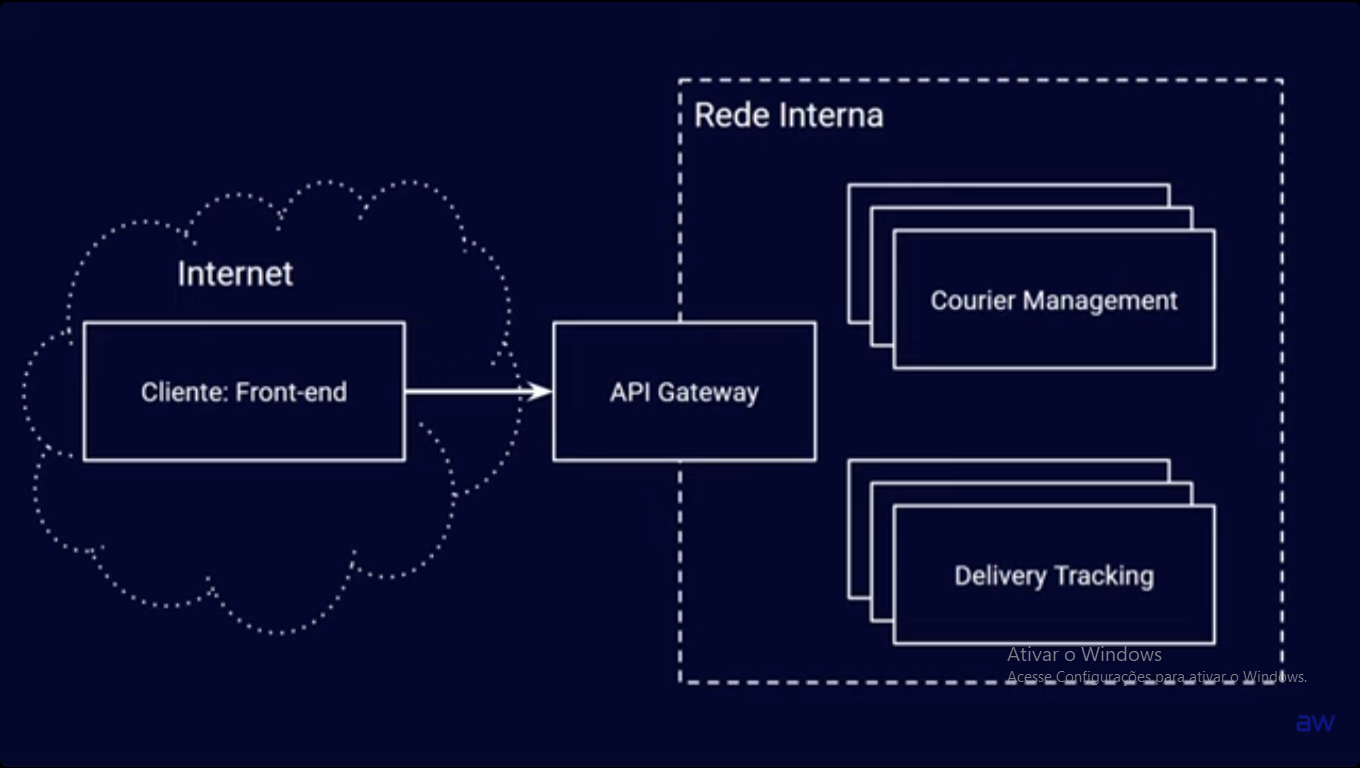 Rede Interna
Internet
Courier Management
Cliente: Front-end
API Gateway
Delivery Tracking
Ativar o Windows
Acesse Configurações para ativar o Windows.
aw